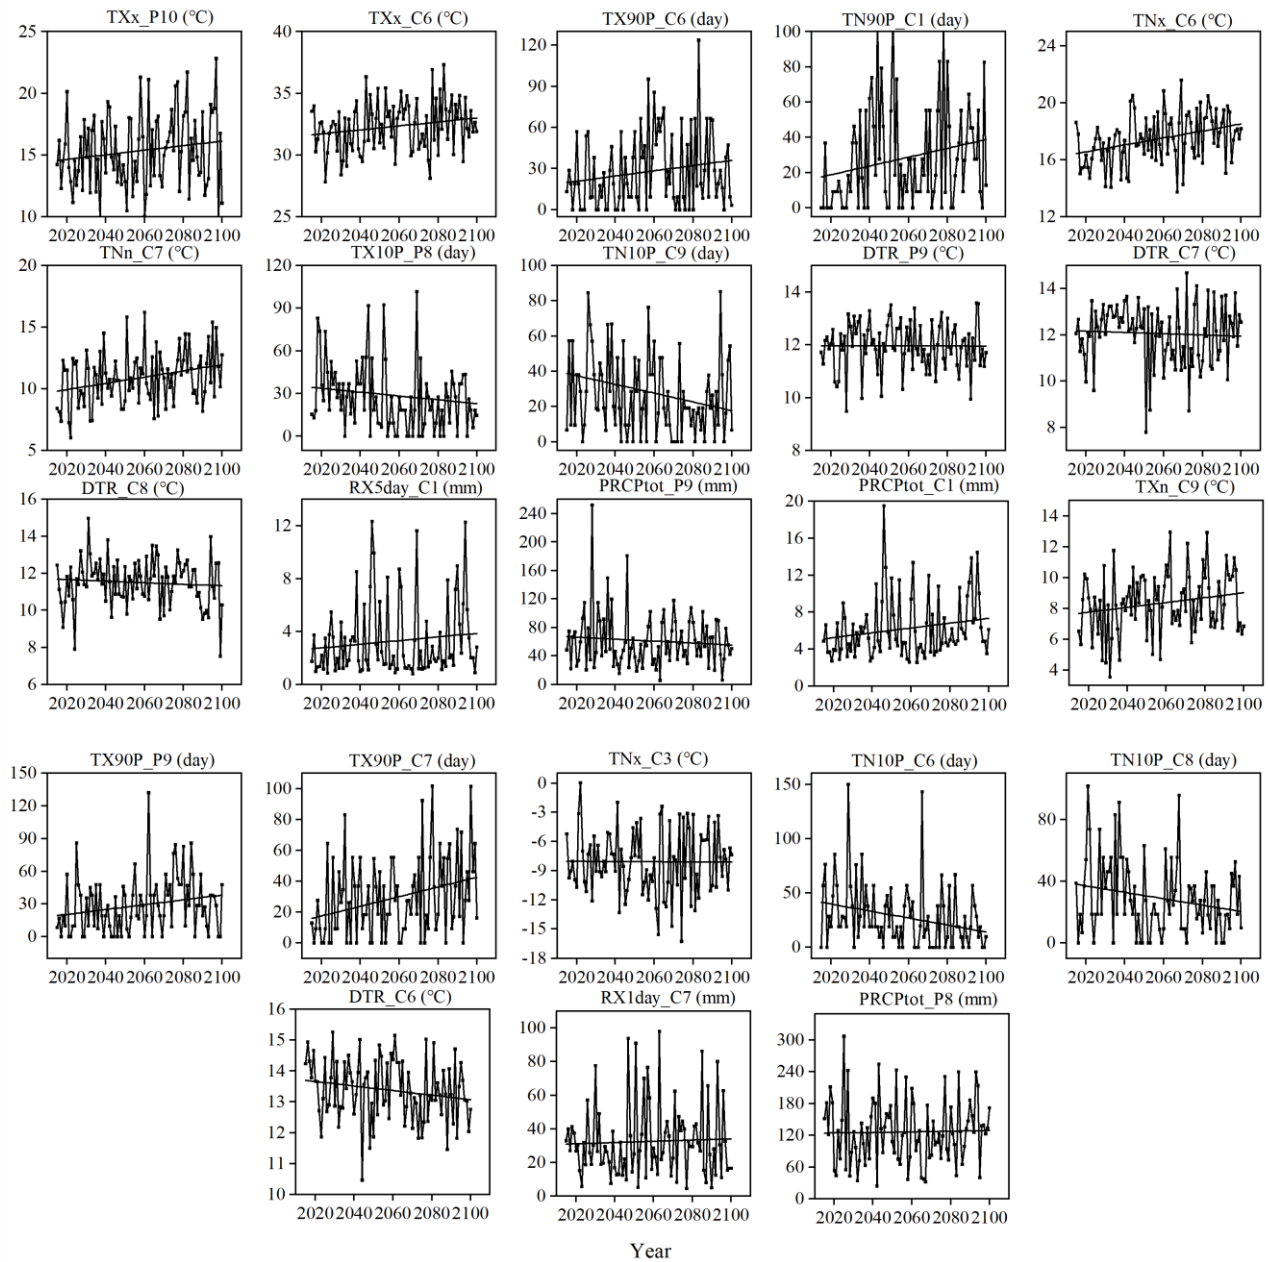 TXx_P10 (℃) TXx_C6 (℃) TX90P_C6 (day) TN90P_C1 (day) TNx_C6 (℃)
25 40 120 100 24
20 35 90 80 20
15 30 60 60 16
10 25 30 40 12
0 20
0
2020 2040 2060 2080 2100 2020 2040 2060 2080 2100 2020 2040 2060 2080 2100 2020 2040 2060 2080 2100 2020 2040 2060 2080 2100
TNn_C7 (℃) TX10P_P8 (day) TN10P_C9 (day) DTR_P9 (℃) DTR_C7 (℃)
20 120 100 14 14
15 90 80 12 12
10 60 60 10 10
5 30 40 8 8
0 20
0
2020 2040 2060 2080 2100 2020 2040 2060 2080 2100 2020 2040 2060 2080 2100 2020 2040 2060 2080 2100 2020 2040 2060 2080 2100
DTR_C8 (℃) RX5day_C1 (mm) PRCPtot_P9 (mm) PRCPtot_C1 (mm) TXn_C9 (℃)
16 12 240 20 14
14 8 200 16 12
12 4 160 12 10
10 0 120 8 8
8 80 4 6
6 40 0 4
0
2020 2040 2060 2080 2100 2020 2040 2060 2080 2100 2020 2040 2060 2080 2100 2020 2040 2060 2080 2100 2020 2040 2060 2080 2100
TX90P_P9 (day) TX90P_C7 (day) TNx_C3 (℃) TN10P_C6 (day) TN10P_C8 (day)
150 100 0 150 80
120 80 -3 100 40
90 60 -6 50 0
60 40 -9 0
30 20 -12
0 0 -15
-18
2020 2040 2060 2080 2100 2020 2040 2060 2080 2100 2020 2040 2060 2080 2100 2020 2040 2060 2080 2100 2020 2040 2060 2080 2100
DTR_C6 (℃) RX1day_C7 (mm) PRCPtot_P8 (mm)
16 100 300
15 80 240
14 60 180
13 40 120
12 20 60
11 0 0
10
2020 2040 2060 2080 2100 2020 2040 2060 2080 2100 2020 2040 2060 2080 2100
Year